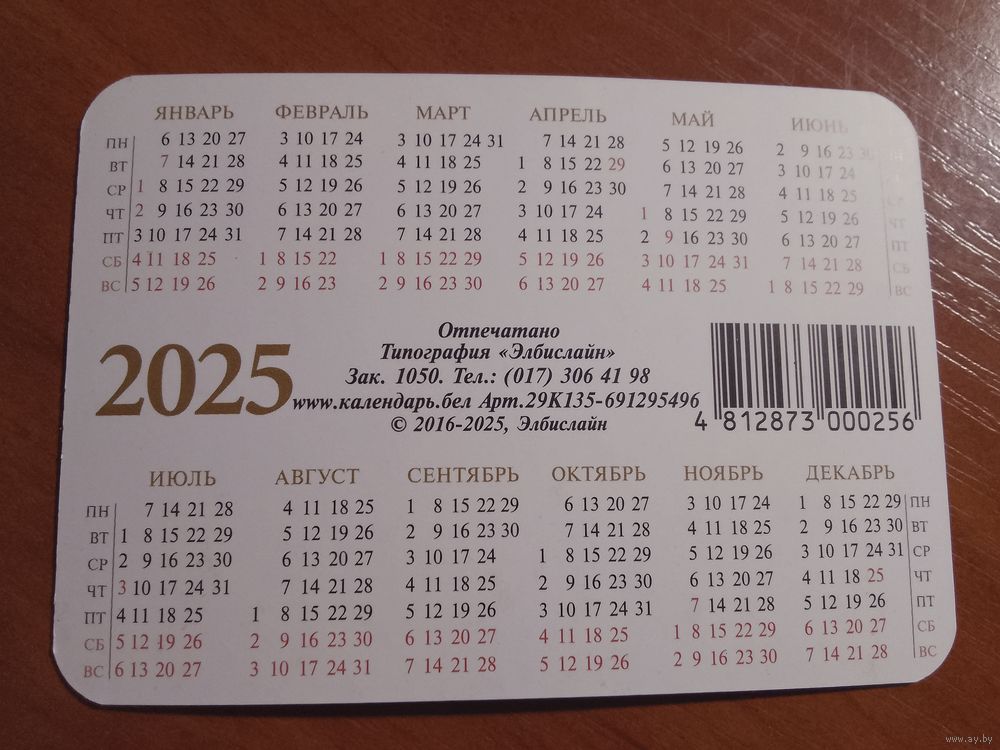 ЯНВАРЬ ФЕВРАЛЬ МАРТ АПРЕЛЬ МАЙ ИЮНЬ
ПН 6 13 20 27 3 10 17 24 3 10 17 24 31 7 14 21 28 5 12 19 26 2 9 16 23 30 ПН
ВТ 7 14 21 28 4 11 18 25 4 11 18 25 1 8 15 22 29 6 13 20 27 3 10 17 24
СР 1 8 15 22 29 5 12 19 26 5 12 19 26 2 9 16 23 30 7 14 21 28 4 11 18 25
ЧТ 2 9 16 23 30 6 13 20 27 6 13 20 27 3 10 17 24 1 8 15 22 29 5 12 19 26 ЧТ
ПТ 3 10 17 24 31 7 14 21 28 7 14 21 28 4 11 18 25 2 9 16 23 30 6 13 20 27 ПТ
СБ 4 11 18 25 1 8 15 22 1 8 15 22 29 5 12 19 26 3 10 17 24 31 7 14 21 28 СБ
ВС 5 12 19 26 2 9 16 23 2 9 16 23 30 6 13 20 27 4 11 18 25 1 8 15 22 29 ВС
2025
Отпечатано
Типография «Элбислайн»
Зак. 1050. Тел.: (017) 306 41 98
www.календарь.бел Арт.29К135-691295496
© 2016-2025, Элбислайн
4 812873 000256
ИЮЛЬ АВГУСТ СЕНТЯБРЬ ОКТЯБРЬ НОЯБРЬ ДЕКАБРЬ
ПН 7 14 21 28 4 11 18 25 1 8 15 22 29 6 13 20 27 3 10 17 24 1 8 15 22 29 ПН
ВТ 1 8 15 22 29 5 12 19 26 2 9 16 23 30 7 14 21 28 4 11 18 25 2 9 16 23 30 ВТ
СР 2 9 16 23 30 6 13 20 27 3 10 17 24 1 8 15 22 29 5 12 19 26 3 10 17 24 31 СР
ЧТ 3 10 17 24 31 7 14 21 28 4 11 18 25 2 9 16 23 30 6 13 20 27 4 11 18 25 ЧТ
ПТ 4 11 18 25 1 8 15 22 29 5 12 19 26 3 10 17 24 31 7 14 21 28 5 12 19 26 ПТ
СБ 5 12 19 26 2 9 16 23 30 6 13 20 27 4 11 18 25 1 8 15 22 29 6 13 20 27 СБ
ВС 6 13 20 27 3 10 17 24 31 7 14 21 28 5 12 19 26 2 9 16 23 30 7 14 21 28 ВС
www.ay.by